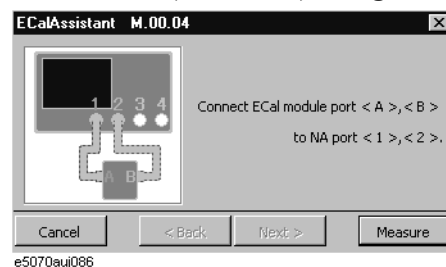 ECalAssistant M.00.04
1 2 3 4
A B
Connect ECal module port < A >,< B >
to NA port < 1 >,< 2 >.
Cancel < Back Next > Measure
e5070auj086